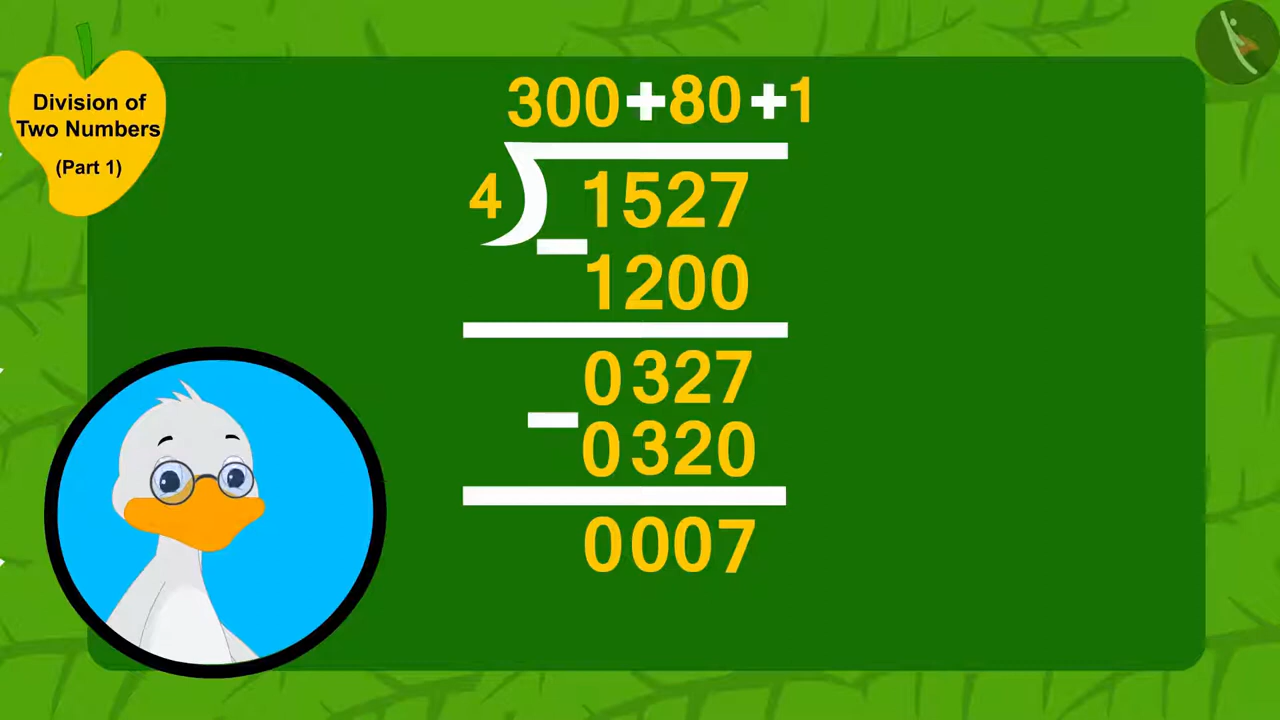 Division of
Two Numbers
(Part 1)
300+80+1
4 1527
-
1200
0327
-
0320
0007